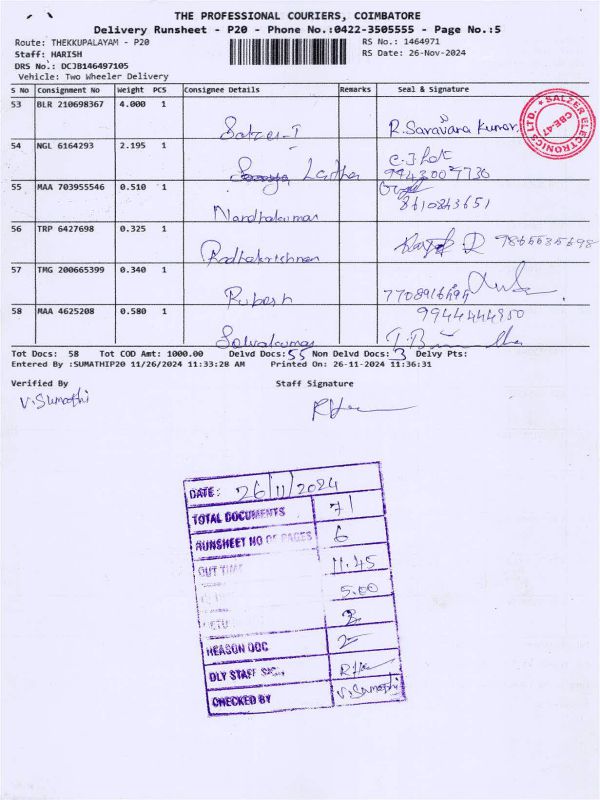 THE PROFESSIONAL COURIERS, COIMBATORE
Delivery Runsheet - P20 - Phone No.:0422-3505555 - Page No.:5
Route: THEKKUPALAYAM - P20 RS No.: 1464971
Staff: HARISH RS Date: 26-Nov-2024
DRS No.: DCJB146497105
Vehicle: Two Wheeler Delivery
S No Consignment No Weight PCS Consignee Details Remarks Seal & Signature
53 BLR 210698367 4.000 1
R. Saravana Kumar.
SALZER ELECTRONICS LTD. CBE-47
54 NGL 6164293 2.195 1
9443007730
55 MAA 703955546 0.510 1
8610843651
Nandhakumar
56 TRP 6427698 0.325 1
Radhakrishnan
57 TMG 200665399 0.340 1
Rubesh
58 MAA 4625208 0.580 1 9944444950
Selvakumar
Tot Docs: 58 Tot COD Amt: 1000.00 Delvd Docs: 55 Non Delvd Docs: 3 Delvy Pts:
Entered By :SUMATHIP20 11/26/2024 11:33:28 AM Printed On: 26-11-2024 11:36:31
Verified By Staff Signature
V. Sumathi
DATE: 26/11/2024
TOTAL DOCUMENTS 71
RUNSHEET NO OF PAGES 6
OUT TIME 11.45
5.00
REASON DOC 2
DLY STAFF
CHECKED BY V. Sumathi